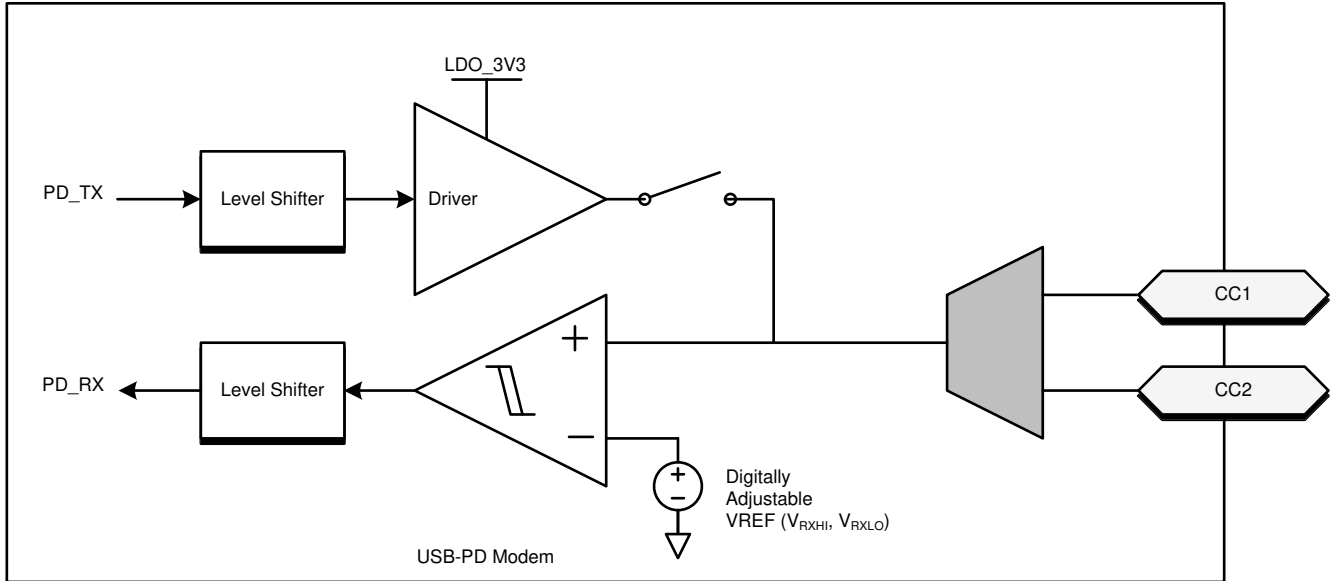 LDO_3V3
PD_TX
Level Shifter
Driver
CC1
PD_RX
Level Shifter
CC2
Digitally
Adjustable
VREF (VRXHI, VRXLO)
USB-PD Modem